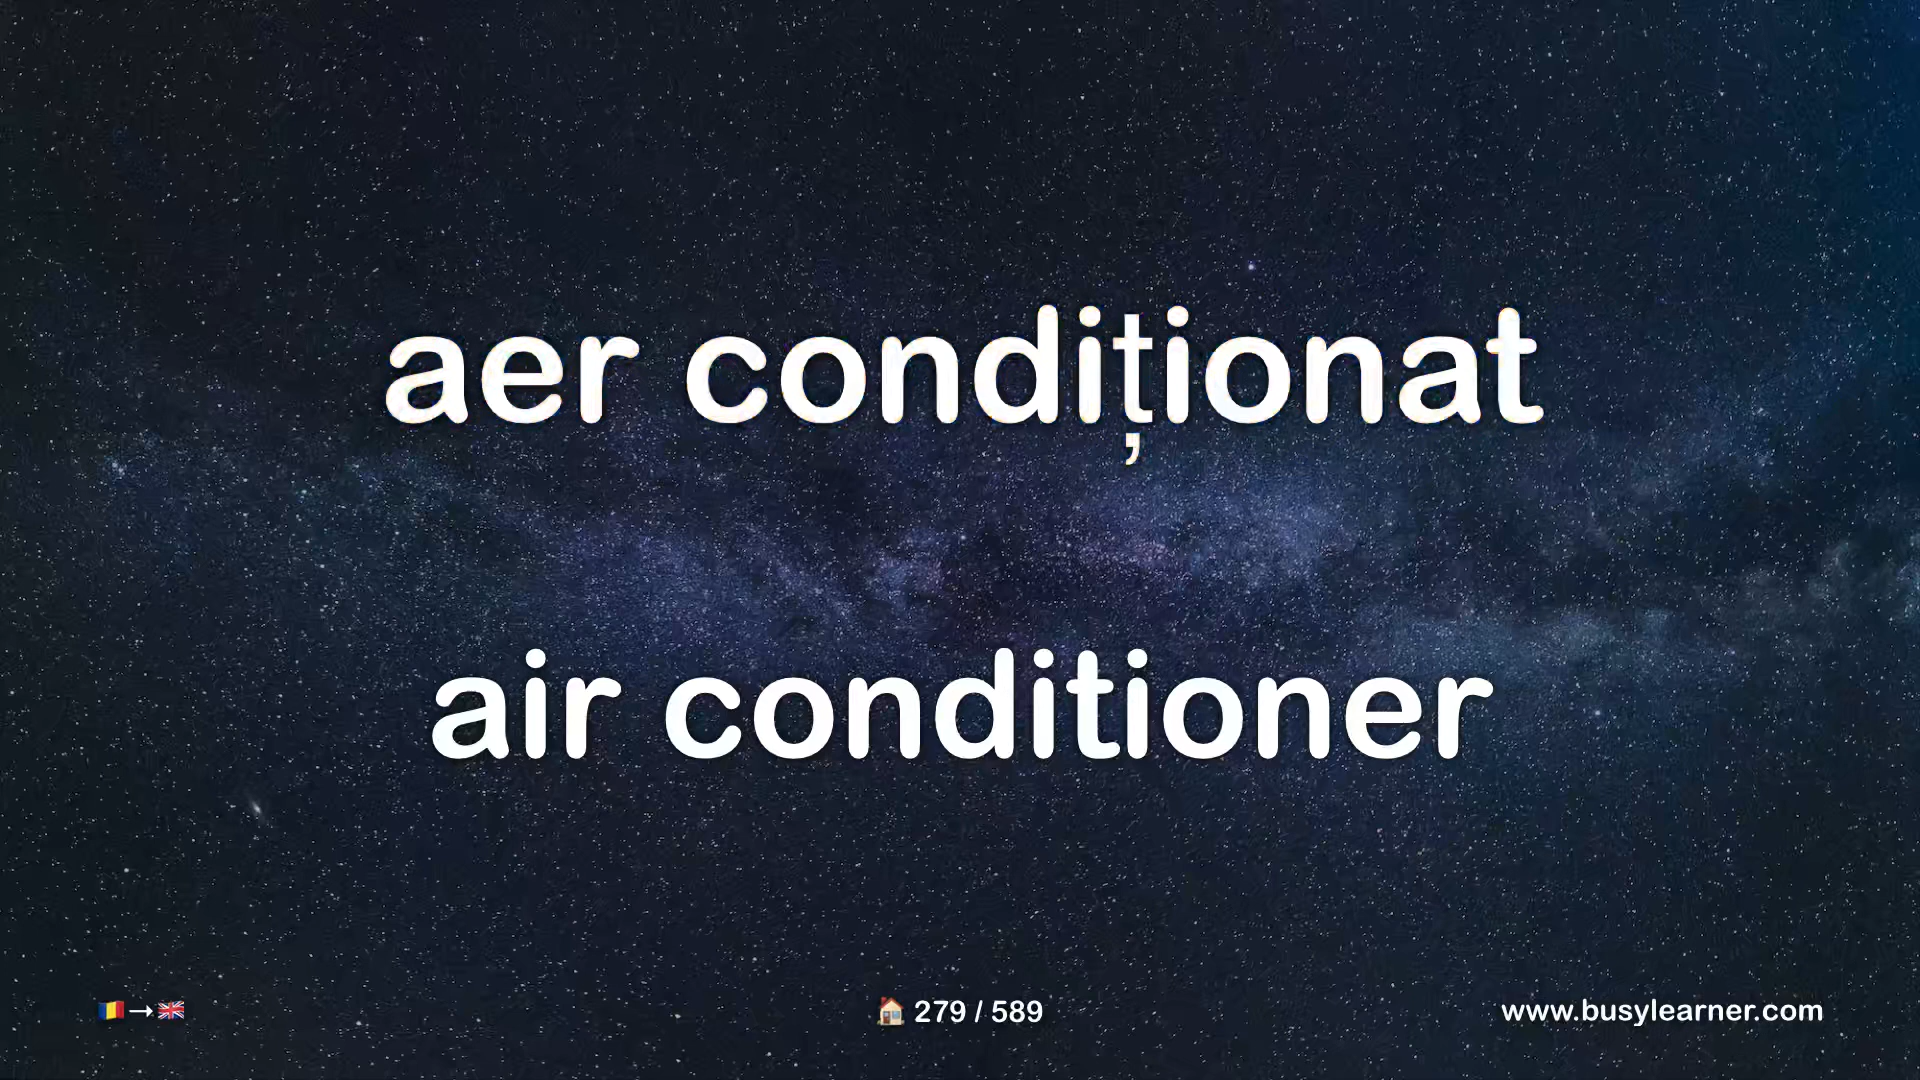 aer condiționat
air conditioner
🇷🇴→🇬🇧
🏠 279 / 589
www.busylearner.com